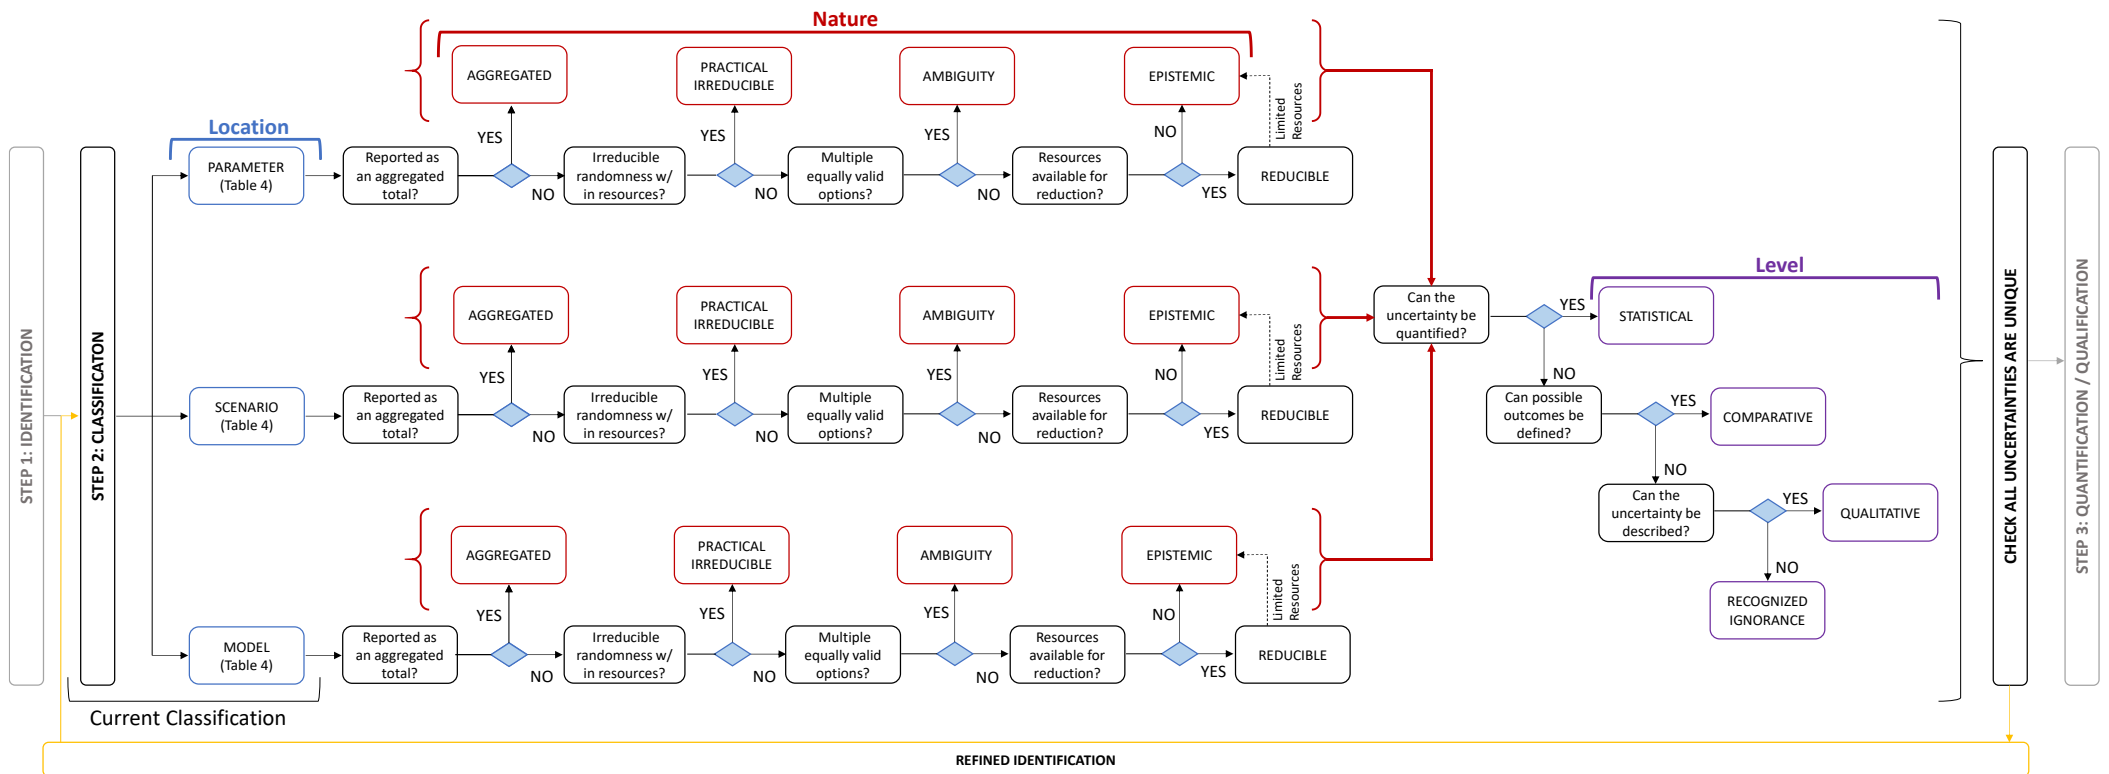 STEP 1: IDENTIFICATION
STEP 2: CLASSIFICATON
Location
Nature
AGGREGATED
PRACTICAL
IRREDUCIBLE
AMBIGUITY
EPISTEMIC
Limited
Resources
YES
YES
YES
NO
PARAMETER
(Table 4)
Reported as
an aggregated
total?
NO
Irreducible
randomness w/
in resources?
NO
Multiple
equally valid
options?
NO
Resources
available for
reduction?
YES
REDUCIBLE
AGGREGATED
PRACTICAL
IRREDUCIBLE
AMBIGUITY
EPISTEMIC
Limited
Resources
YES
YES
YES
NO
SCENARIO
(Table 4)
Reported as
an aggregated
total?
NO
Irreducible
randomness w/
in resources?
NO
Multiple
equally valid
options?
NO
Resources
available for
reduction?
YES
REDUCIBLE
AGGREGATED
PRACTICAL
IRREDUCIBLE
AMBIGUITY
EPISTEMIC
Limited
Resources
YES
YES
YES
NO
MODEL
(Table 4)
Reported as
an aggregated
total?
NO
Irreducible
randomness w/
in resources?
NO
Multiple
equally valid
options?
NO
Resources
available for
reduction?
YES
REDUCIBLE
Current Classification
Level
Can the
uncertainty be
quantified?
YES
STATISTICAL
NO
Can possible
outcomes be
defined?
YES
COMPARATIVE
NO
Can the
uncertainty be
described?
YES
QUALITATIVE
NO
RECOGNIZED
IGNORANCE
CHECK ALL UNCERTAINTIES ARE UNIQUE
STEP 3: QUANTIFICATION / QUALIFICATION
REFINED IDENTIFICATION